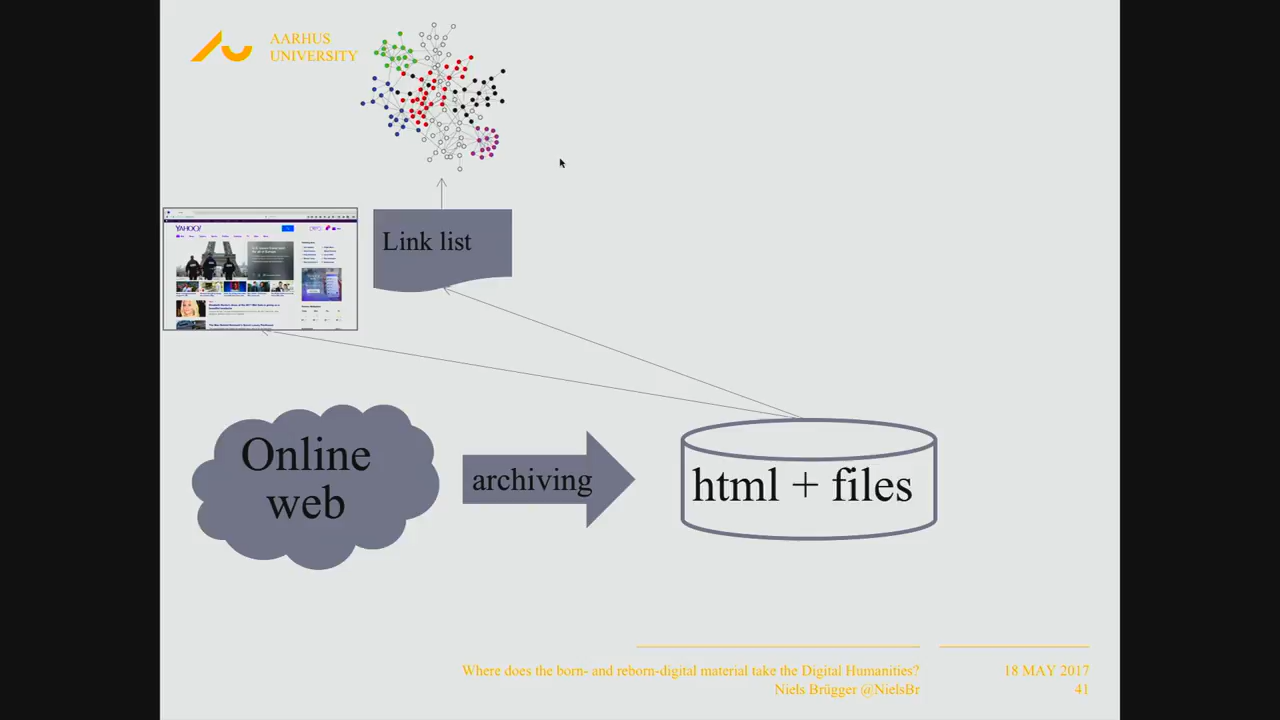 AARHUS
UNIVERSITY
YAHOO!
Link list
Online
web
archiving
html + files
Where does the born- and reborn-digital material take the Digital Humanities?
18 MAY 2017
Niels Brügger @NielsBr
41